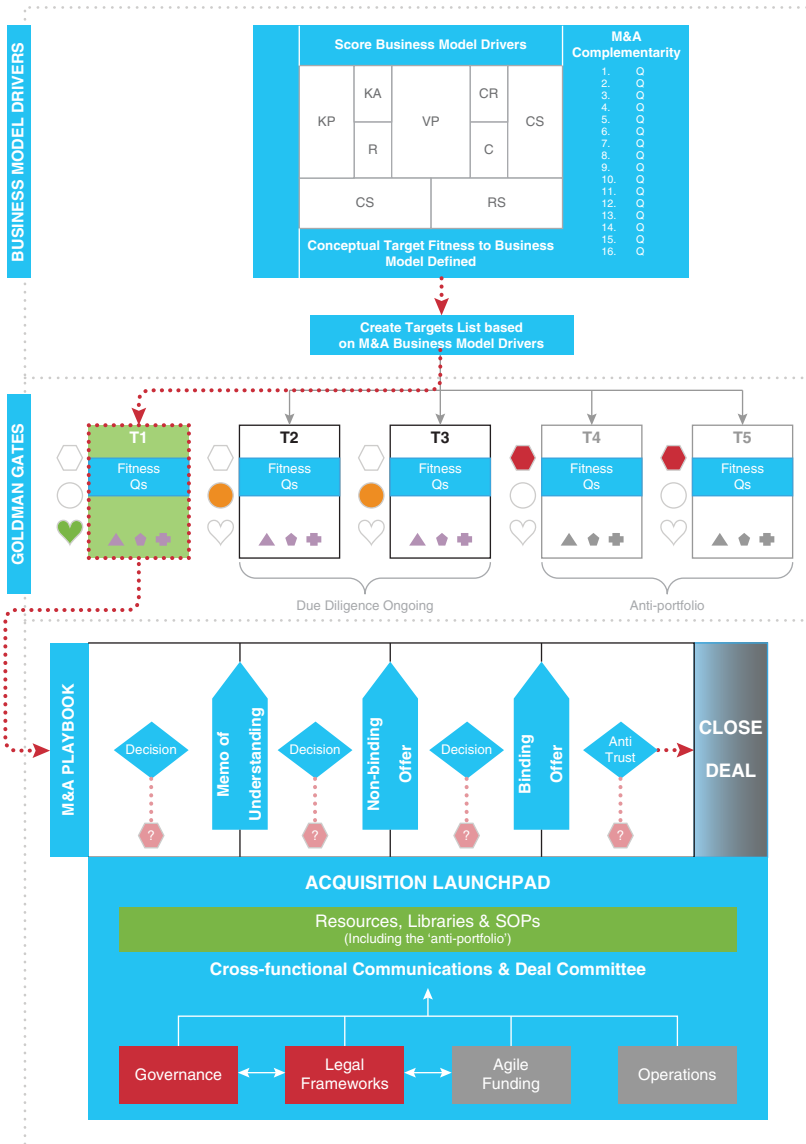 BUSINESS MODEL DRIVERS
Score Business Model Drivers
M&A
Complementarity
KP
KA
R
VP
CR
C
CS
CS
RS
1. Q
2. Q
3. Q
4. Q
5. Q
6. Q
7. Q
8. Q
9. Q
10. Q
11. Q
12. Q
13. Q
14. Q
15. Q
16. Q
Conceptual Target Fitness to Business
Model Defined
Create Targets List based
on M&A Business Model Drivers
GOLDMAN GATES
T1
Fitness
Qs
T2
Fitness
Qs
T3
Fitness
Qs
T4
Fitness
Qs
T5
Fitness
Qs
Due Diligence Ongoing
Anti-portfolio
M&A PLAYBOOK
Decision
?
Memo of
Understanding
Decision
?
Non-binding
Offer
Decision
?
Binding
Offer
Anti
Trust
?
CLOSE
DEAL
ACQUISITION LAUNCHPAD
Resources, Libraries & SOPs
(Including the ‘anti-portfolio’)
Cross-functional Communications & Deal Committee
Governance
Legal
Frameworks
Agile
Funding
Operations